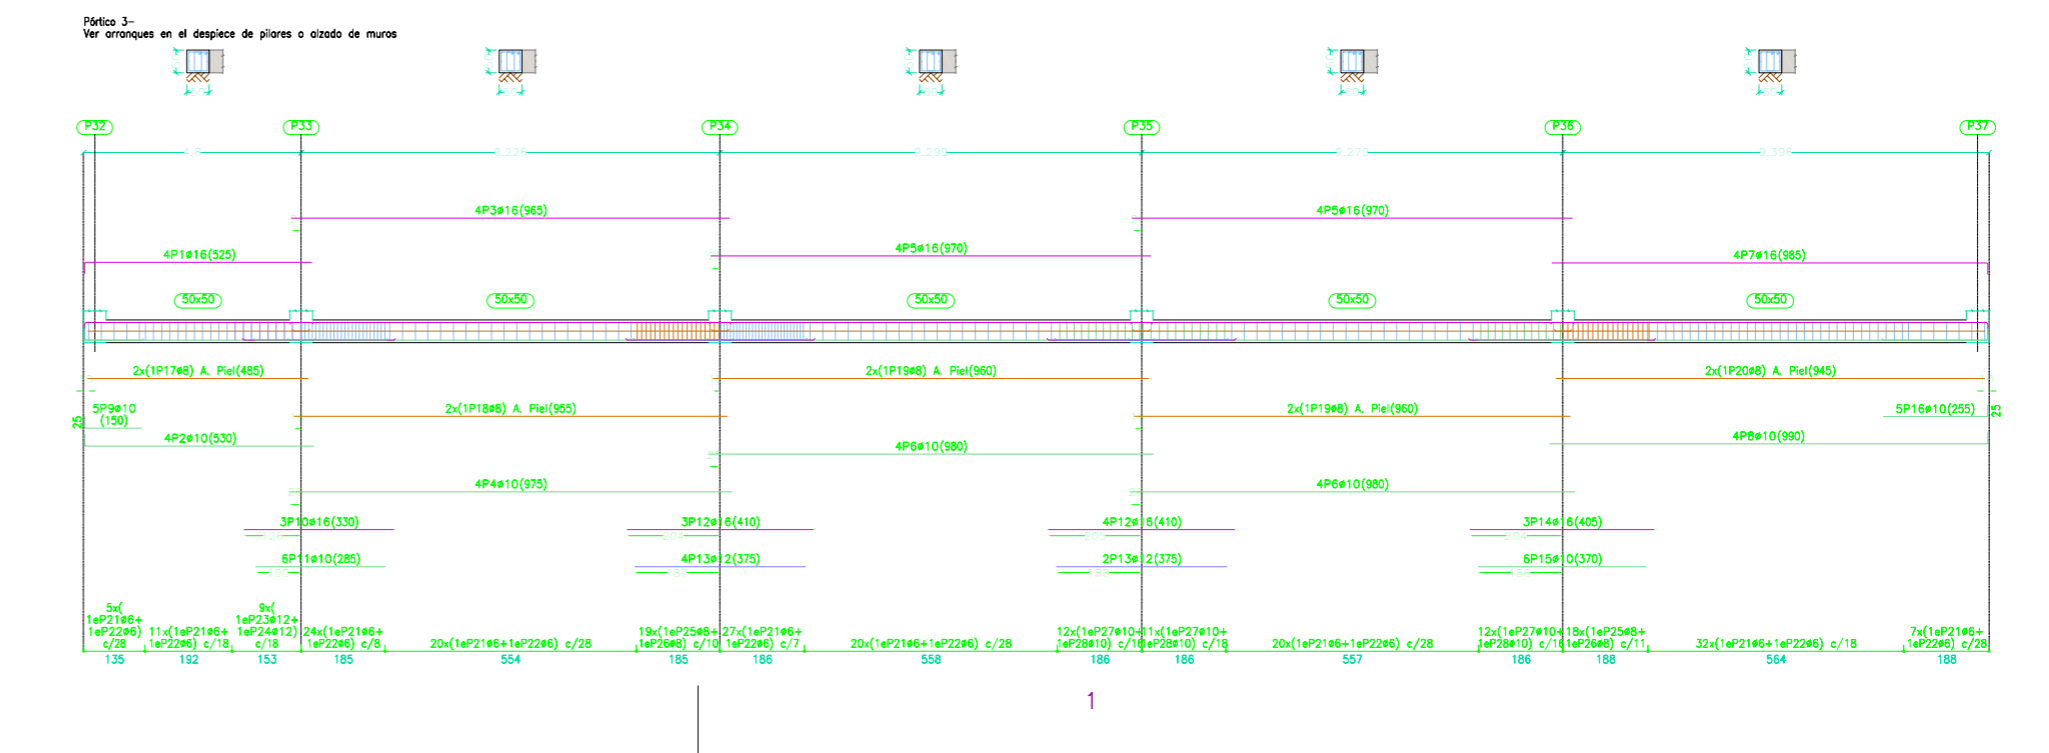 Pórtico 3-
Ver arranques en el despiece de pilares o alzado de muros
P32 P33 P34 P35 P36 P37
4P3ø16(965) 4P5ø16(970)
4P5ø16(970)
4P1ø16(525) 4P7ø16(985)
50x50 50x50 50x50 50x50 50x50
2x(1P17ø8) A. Piel(485) 2x(1P19ø8) A. Piel(960) 2x(1P20ø8) A. Piel(945)
5P9ø10 2x(1P18ø8) A. Piel(955) 2x(1P19ø8) A. Piel(960) 5P16ø10(255)
(150)
25 25
4P2ø10(530) 4P6ø10(980) 4P8ø10(990)
4P4ø10(975) 4P6ø10(980)
3P10ø16(330) 3P12ø16(410) 4P12ø16(410) 3P14ø16(405)
204 204
6P11ø10(285) 4P13ø12(375) 2P13ø12(375) 6P15ø10(370)
5x( 9x(
1eP21ø6+ 1eP23ø12+
1eP22ø6) 11x(1eP21ø6+ 1eP24ø12) 24x(1eP21ø6+ 19x(1eP25ø8+ 27x(1eP21ø6+ 12x(1eP27ø10+ 11x(1eP27ø10+ 12x(1eP27ø10+ 18x(1eP25ø8+ 7x(1eP21ø6+
c/28 1eP22ø6) c/18 c/18 1eP22ø6) c/8 20x(1eP21ø6+1eP22ø6) c/28 1eP26ø8) c/10 1eP22ø6) c/7 20x(1eP21ø6+1eP22ø6) c/28 1eP28ø10) c/16 1eP28ø10) c/18 20x(1eP21ø6+1eP22ø6) c/28 1eP28ø10) c/16 1eP26ø8) c/11 32x(1eP21ø6+1eP22ø6) c/18 1eP22ø6) c/28
135 192 153 185 554 185 186 558 186 186 557 186 188 564 188
1